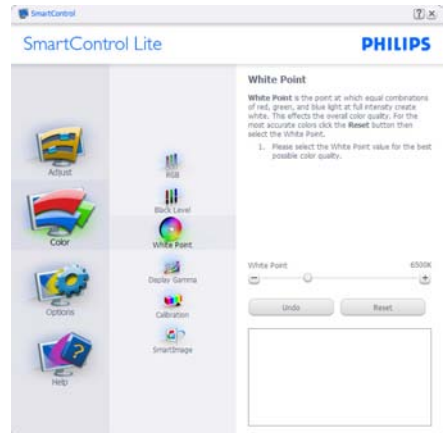 SmartControl
SmartControl Lite
PHILIPS
Adjust
Color
Options
Help
RGB
Black Level
White Point
Display Gamma
Calibration
SmartImage
White Point
White Point is the point at which equal combinations
of red, green, and blue light at full intensity create
white. This effects the overall color quality. For the
most accurate colors click the Reset button then
select the White Point.
1. Please select the White Point value for the best
possible color quality.
White Point 6500K
Undo Reset